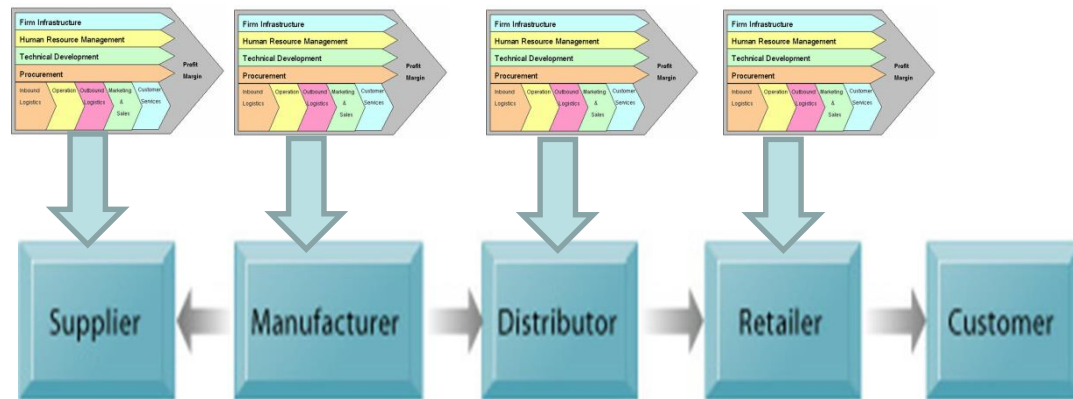 Firm Infrastructure
Human Resource Management
Technical Development
Procurement
Profit
Margin
Inbound
Logistics
Operation
Outbound
Logistics
Marketing
&
Sales
Customer
Services
Firm Infrastructure
Human Resource Management
Technical Development
Procurement
Profit
Margin
Inbound
Logistics
Operation
Outbound
Logistics
Marketing
&
Sales
Customer
Services
Firm Infrastructure
Human Resource Management
Technical Development
Procurement
Profit
Margin
Inbound
Logistics
Operation
Outbound
Logistics
Marketing
&
Sales
Customer
Services
Firm Infrastructure
Human Resource Management
Technical Development
Procurement
Profit
Margin
Inbound
Logistics
Operation
Outbound
Logistics
Marketing
&
Sales
Customer
Services
Supplier
Manufacturer
Distributor
Retailer
Customer